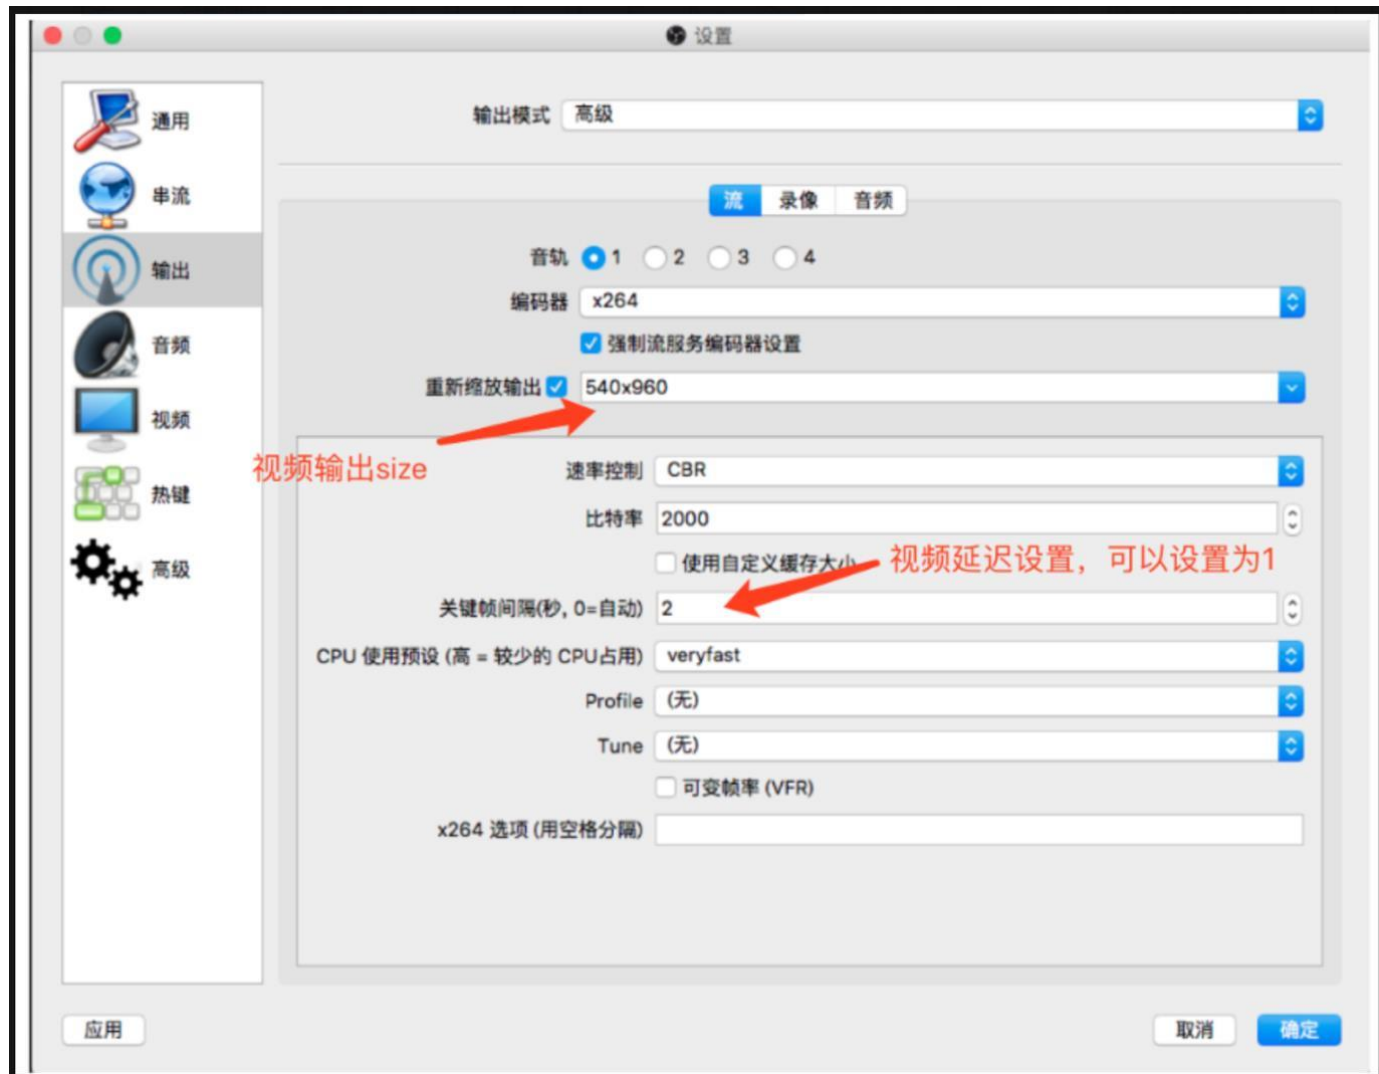 设置
通用
串流
输出
音频
视频
热键
高级
输出模式 高级
流 录像 音频
音轨 1 2 3 4
编码器 x264
强制流服务编码器设置
重新缩放输出 540x960
视频输出size
速率控制 CBR
比特率 2000
使用自定义缓存大小
视频延迟设置，可以设置为1
关键帧间隔(秒, 0=自动) 2
CPU 使用预设 (高 = 较少的 CPU占用) veryfast
Profile (无)
Tune (无)
可变帧率 (VFR)
x264 选项 (用空格分隔)
应用 取消 确定